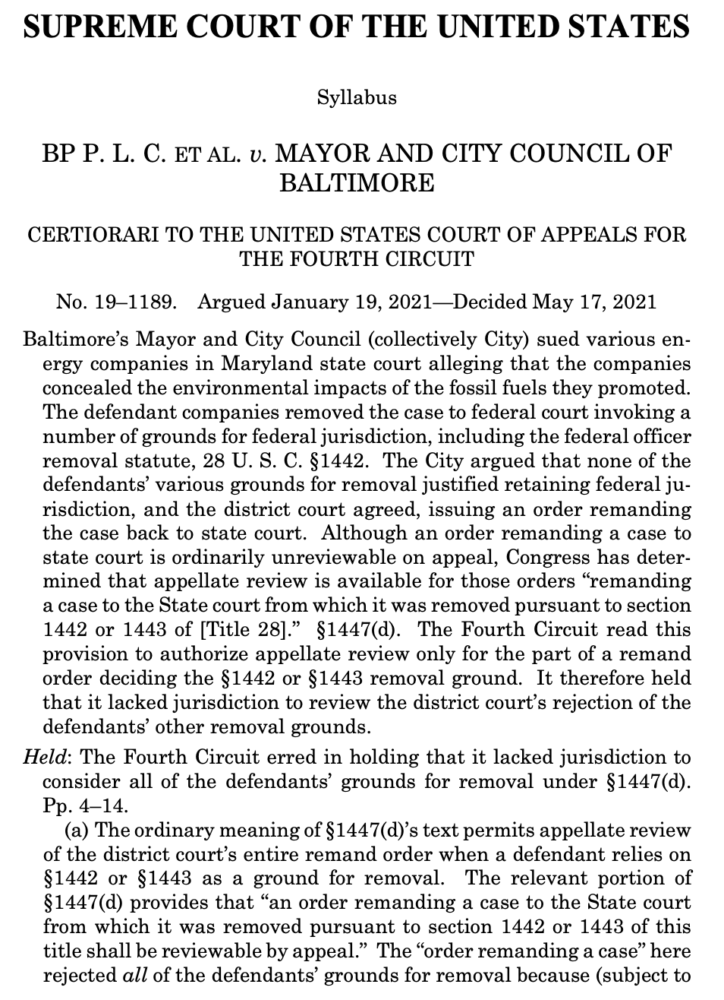 SUPREME COURT OF THE UNITED STATES
Syllabus
BP P. L. C. ET AL. v. MAYOR AND CITY COUNCIL OF
BALTIMORE
CERTIORARI TO THE UNITED STATES COURT OF APPEALS FOR
THE FOURTH CIRCUIT
No. 19–1189. Argued January 19, 2021—Decided May 17, 2021
Baltimore’s Mayor and City Council (collectively City) sued various en-
ergy companies in Maryland state court alleging that the companies
concealed the environmental impacts of the fossil fuels they promoted.
The defendant companies removed the case to federal court invoking a
number of grounds for federal jurisdiction, including the federal officer
removal statute, 28 U. S. C. §1442. The City argued that none of the
defendants’ various grounds for removal justified retaining federal ju-
risdiction, and the district court agreed, issuing an order remanding
the case back to state court. Although an order remanding a case to
state court is ordinarily unreviewable on appeal, Congress has deter-
mined that appellate review is available for those orders “remanding
a case to the State court from which it was removed pursuant to section
1442 or 1443 of [Title 28].” §1447(d). The Fourth Circuit read this
provision to authorize appellate review only for the part of a remand
order deciding the §1442 or §1443 removal ground. It therefore held
that it lacked jurisdiction to review the district court’s rejection of the
defendants’ other removal grounds.
Held: The Fourth Circuit erred in holding that it lacked jurisdiction to
consider all of the defendants’ grounds for removal under §1447(d).
Pp. 4–14.
(a) The ordinary meaning of §1447(d)’s text permits appellate review
of the district court’s entire remand order when a defendant relies on
§1442 or §1443 as a ground for removal. The relevant portion of
§1447(d) provides that “an order remanding a case to the State court
from which it was removed pursuant to section 1442 or 1443 of this
title shall be reviewable by appeal.” The “order remanding a case” here
rejected all of the defendants’ grounds for removal because (subject to